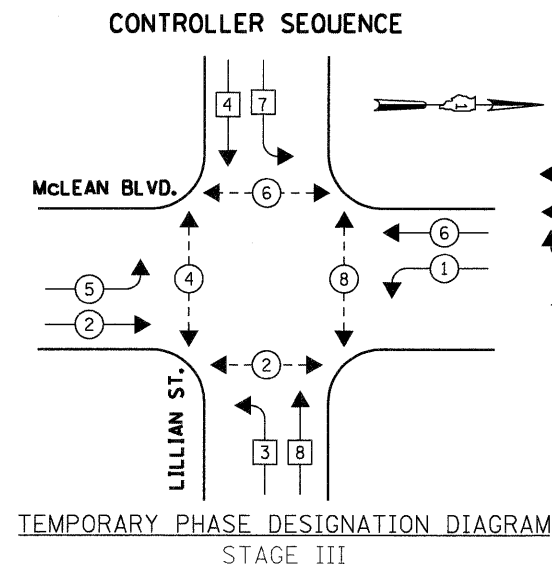 CONTROLLER SEQUENCE
4 7
McLEAN BLVD.
6
6
5
4
8
1
2
2
LILLIAN ST.
3 8
TEMPORARY PHASE DESIGNATION DIAGRAM
STAGE III